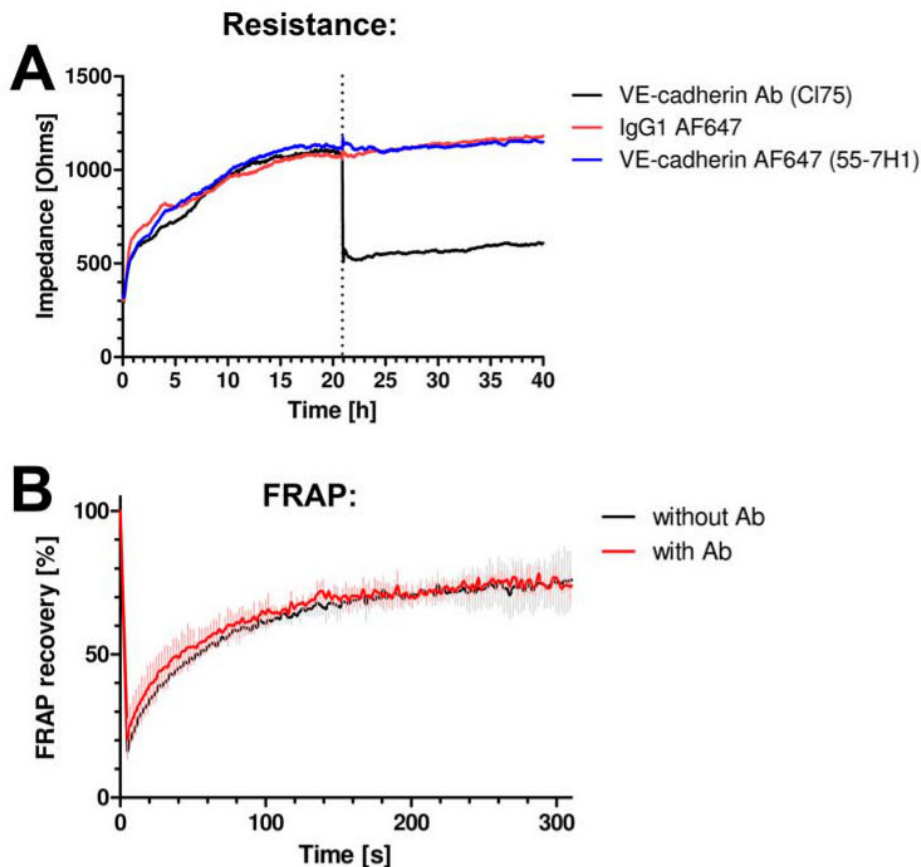 Resistance:
A
1500
1000
500
0
Impedance [Ohms]
0 5 10 15 20 25 30 35 40
Time [h]
VE-cadherin Ab (Cl75)
IgG1 AF647
VE-cadherin AF647 (55-7H1)
B
FRAP:
100
50
0
FRAP recovery [%]
0 100 200 300
Time [s]
without Ab
with Ab